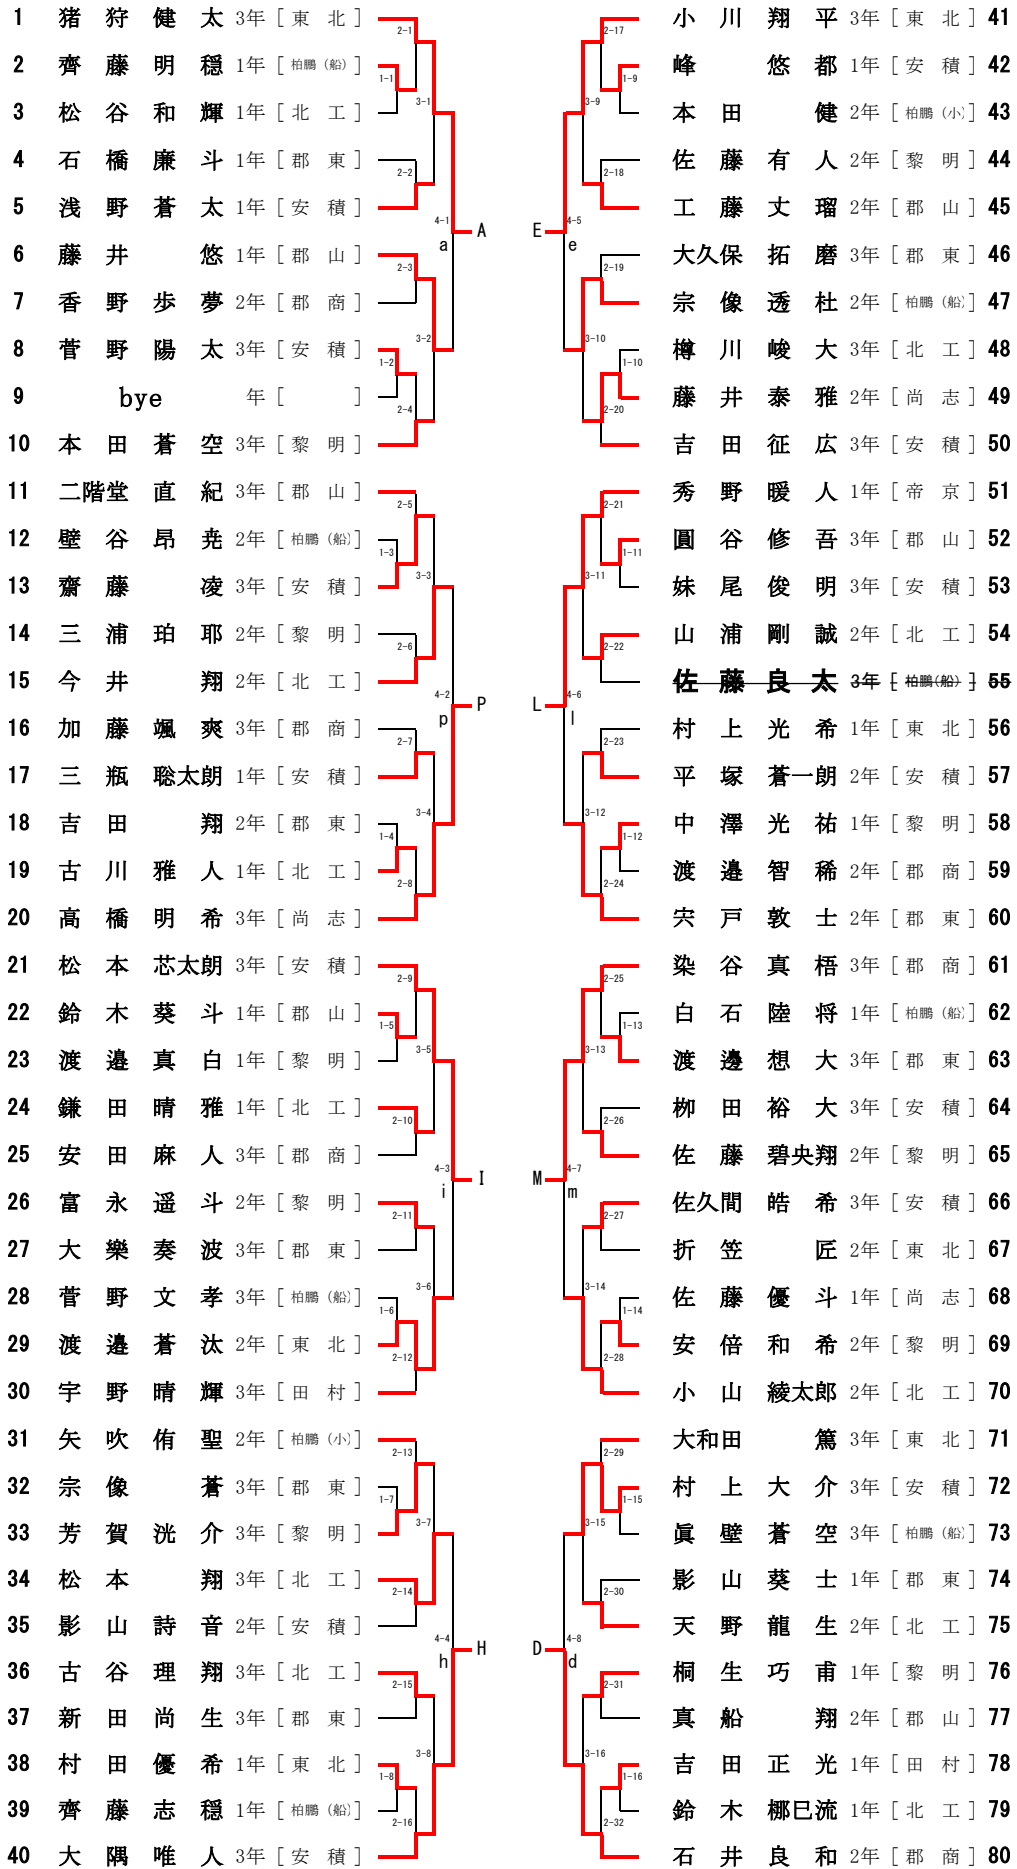 1 猪狩健太 3年 [東北]
2 齊藤明穏 1年 [柏鵬(船)]
3 松谷和輝 1年 [北工]
4 石橋廉斗 1年 [郡東]
5 浅野蒼太 1年 [安積]
6 藤井悠 1年 [郡山]
7 香野歩夢 2年 [郡商]
8 菅野陽太 3年 [安積]
9 bye 年 [ ]
10 本田蒼空 3年 [黎明]
11 二階堂直紀 3年 [郡山]
12 壁谷昂尭 2年 [柏鵬(船)]
13 齋藤凌 3年 [安積]
14 三浦珀耶 2年 [黎明]
15 今井翔 2年 [北工]
16 加藤颯爽 3年 [郡商]
17 三瓶聡太朗 1年 [安積]
18 吉田翔 2年 [郡東]
19 古川雅人 1年 [北工]
20 高橋明希 3年 [尚志]
21 松本芯太朗 3年 [安積]
22 鈴木葵斗 1年 [郡山]
23 渡邉真白 1年 [黎明]
24 鎌田晴雅 1年 [北工]
25 安田麻人 3年 [郡商]
26 富永遥斗 2年 [黎明]
27 大樂奏波 3年 [郡東]
28 菅野文孝 3年 [柏鵬(船)]
29 渡邉蒼汰 2年 [東北]
30 宇野晴輝 3年 [田村]
31 矢吹侑聖 2年 [柏鵬(小)]
32 宗像蒼 3年 [郡東]
33 芳賀洸介 3年 [黎明]
34 松本翔 3年 [北工]
35 影山詩音 2年 [安積]
36 古谷理翔 3年 [北工]
37 新田尚生 3年 [郡東]
38 村田優希 1年 [東北]
39 齊藤志穏 1年 [柏鵬(船)]
40 大隅唯人 3年 [安積]
2-1
1-1
3-1
2-2
4-1
a
A
2-3
3-2
1-2
2-4
2-5
1-3
3-3
2-6
4-2
p
P
2-7
3-4
1-4
2-8
2-9
1-5
3-5
2-10
4-3
i
I
2-11
3-6
1-6
2-12
2-13
1-7
3-7
2-14
4-4
h
H
2-15
3-8
1-8
2-16
2-17
1-9
3-9
2-18
4-5
E
e
2-19
3-10
1-10
2-20
2-21
1-11
3-11
2-22
4-6
L
l
2-23
3-12
1-12
2-24
2-25
1-13
3-13
2-26
4-7
M
m
2-27
3-14
1-14
2-28
2-29
1-15
3-15
2-30
4-8
D
d
2-31
3-16
1-16
2-32
小川翔平 3年 [東北] 41
峰悠都 1年 [安積] 42
本田健 2年 [柏鵬(小)] 43
佐藤有人 2年 [黎明] 44
工藤丈瑠 2年 [郡山] 45
大久保拓磨 3年 [郡東] 46
宗像透杜 2年 [柏鵬(船)] 47
樽川峻大 3年 [北工] 48
藤井泰雅 2年 [尚志] 49
吉田征広 3年 [安積] 50
秀野暖人 1年 [帝京] 51
圓谷修吾 3年 [郡山] 52
妹尾俊明 3年 [安積] 53
山浦剛誠 2年 [北工] 54
佐藤良太 3年 [柏鵬(船)] 55
村上光希 1年 [東北] 56
平塚蒼一朗 2年 [安積] 57
中澤光祐 1年 [黎明] 58
渡邉智稀 2年 [郡商] 59
宍戸敦士 2年 [郡東] 60
染谷真梧 3年 [郡商] 61
白石陸将 1年 [柏鵬(船)] 62
渡邊想大 3年 [郡東] 63
栁田裕大 3年 [安積] 64
佐藤碧央翔 2年 [黎明] 65
佐久間皓希 3年 [安積] 66
折笠匠 2年 [東北] 67
佐藤優斗 1年 [尚志] 68
安倍和希 2年 [黎明] 69
小山綾太郎 2年 [北工] 70
大和田篤 3年 [東北] 71
村上大介 3年 [安積] 72
眞壁蒼空 3年 [柏鵬(船)] 73
影山葵士 1年 [郡東] 74
天野龍生 2年 [北工] 75
桐生巧甫 1年 [黎明] 76
真船翔 2年 [郡山] 77
吉田正光 1年 [田村] 78
鈴木梛巳流 1年 [北工] 79
石井良和 2年 [郡商] 80